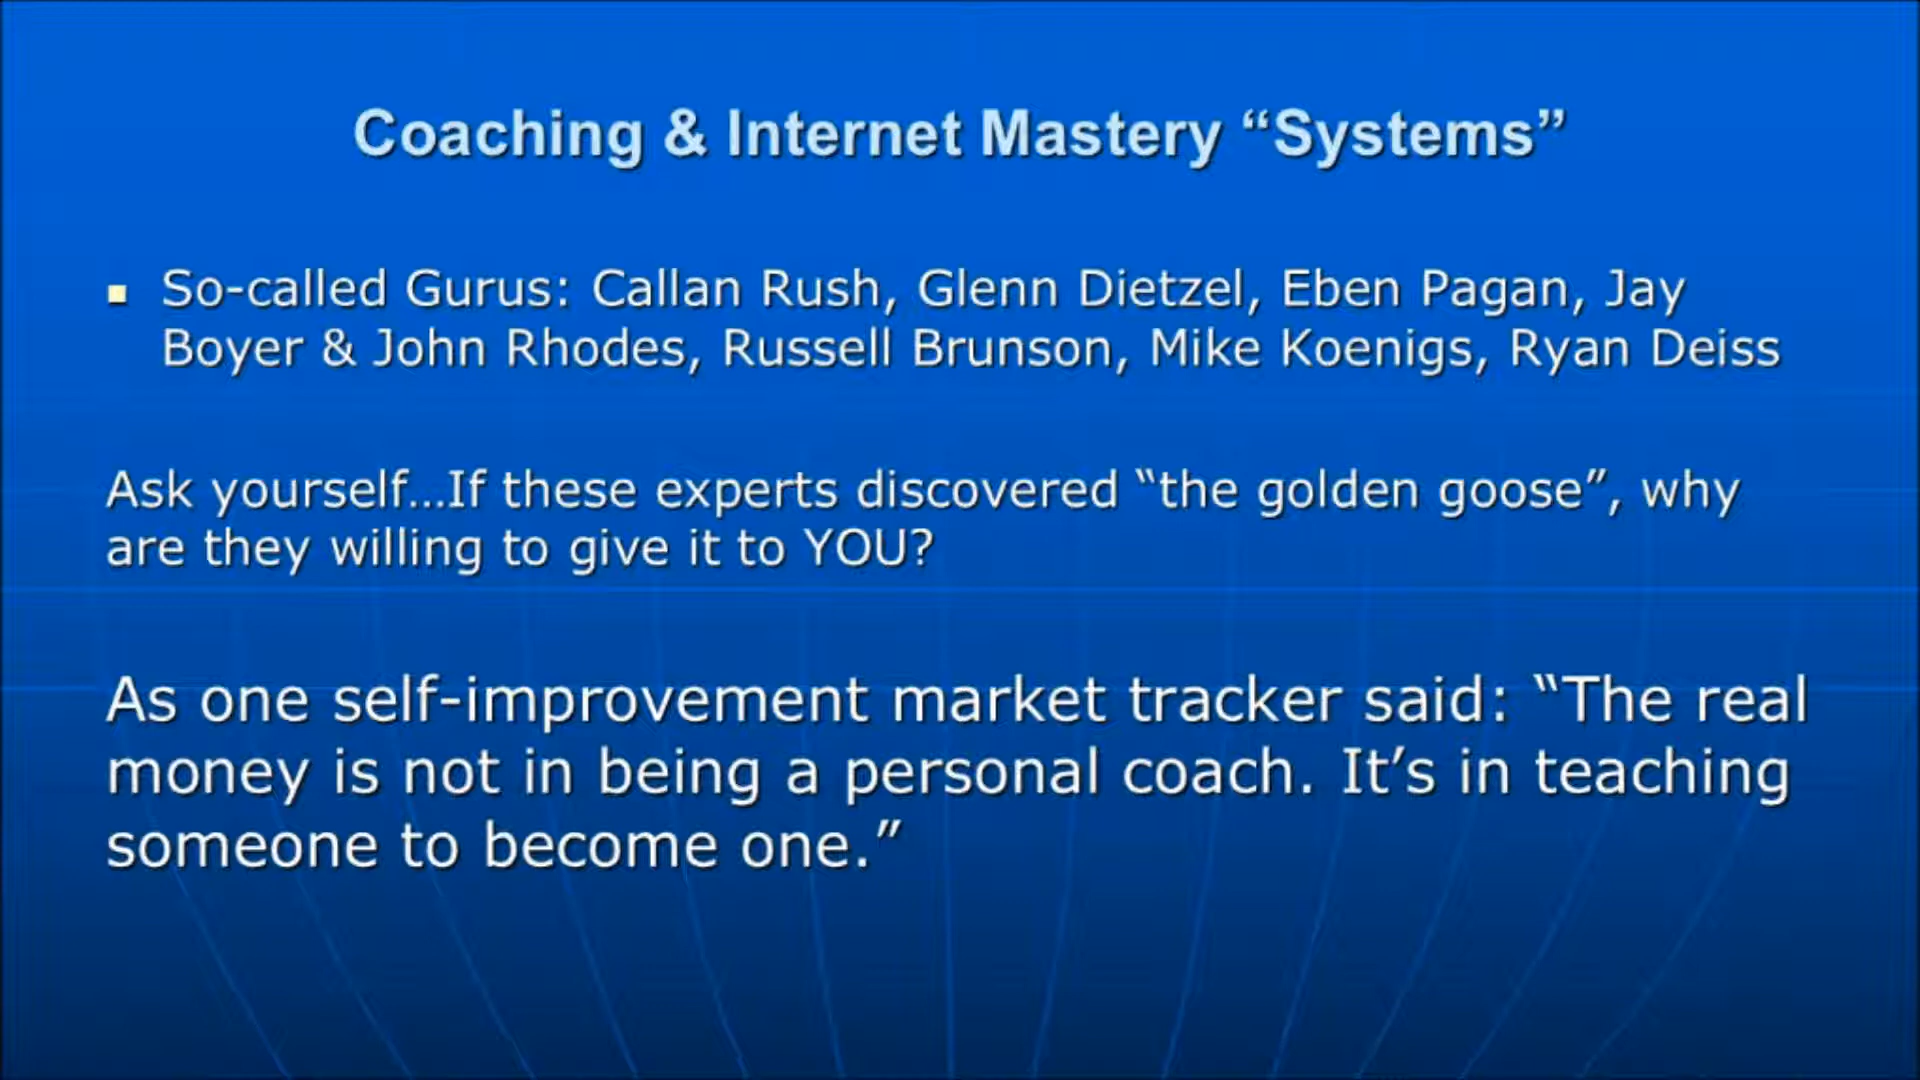 Coaching & Internet Mastery “Systems”
So-called Gurus: Callan Rush, Glenn Dietzel, Eben Pagan, Jay
Boyer & John Rhodes, Russell Brunson, Mike Koenigs, Ryan Deiss
Ask yourself…If these experts discovered “the golden goose”, why
are they willing to give it to YOU?
As one self-improvement market tracker said: “The real
money is not in being a personal coach. It’s in teaching
someone to become one.”